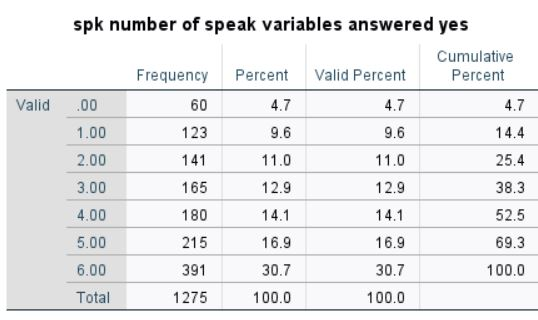 spk number of speak variables answered yes
Frequency Percent Valid Percent Cumulative Percent
Valid .00 60 4.7 4.7 4.7
1.00 123 9.6 9.6 14.4
2.00 141 11.0 11.0 25.4
3.00 165 12.9 12.9 38.3
4.00 180 14.1 14.1 52.5
5.00 215 16.9 16.9 69.3
6.00 391 30.7 30.7 100.0
Total 1275 100.0 100.0